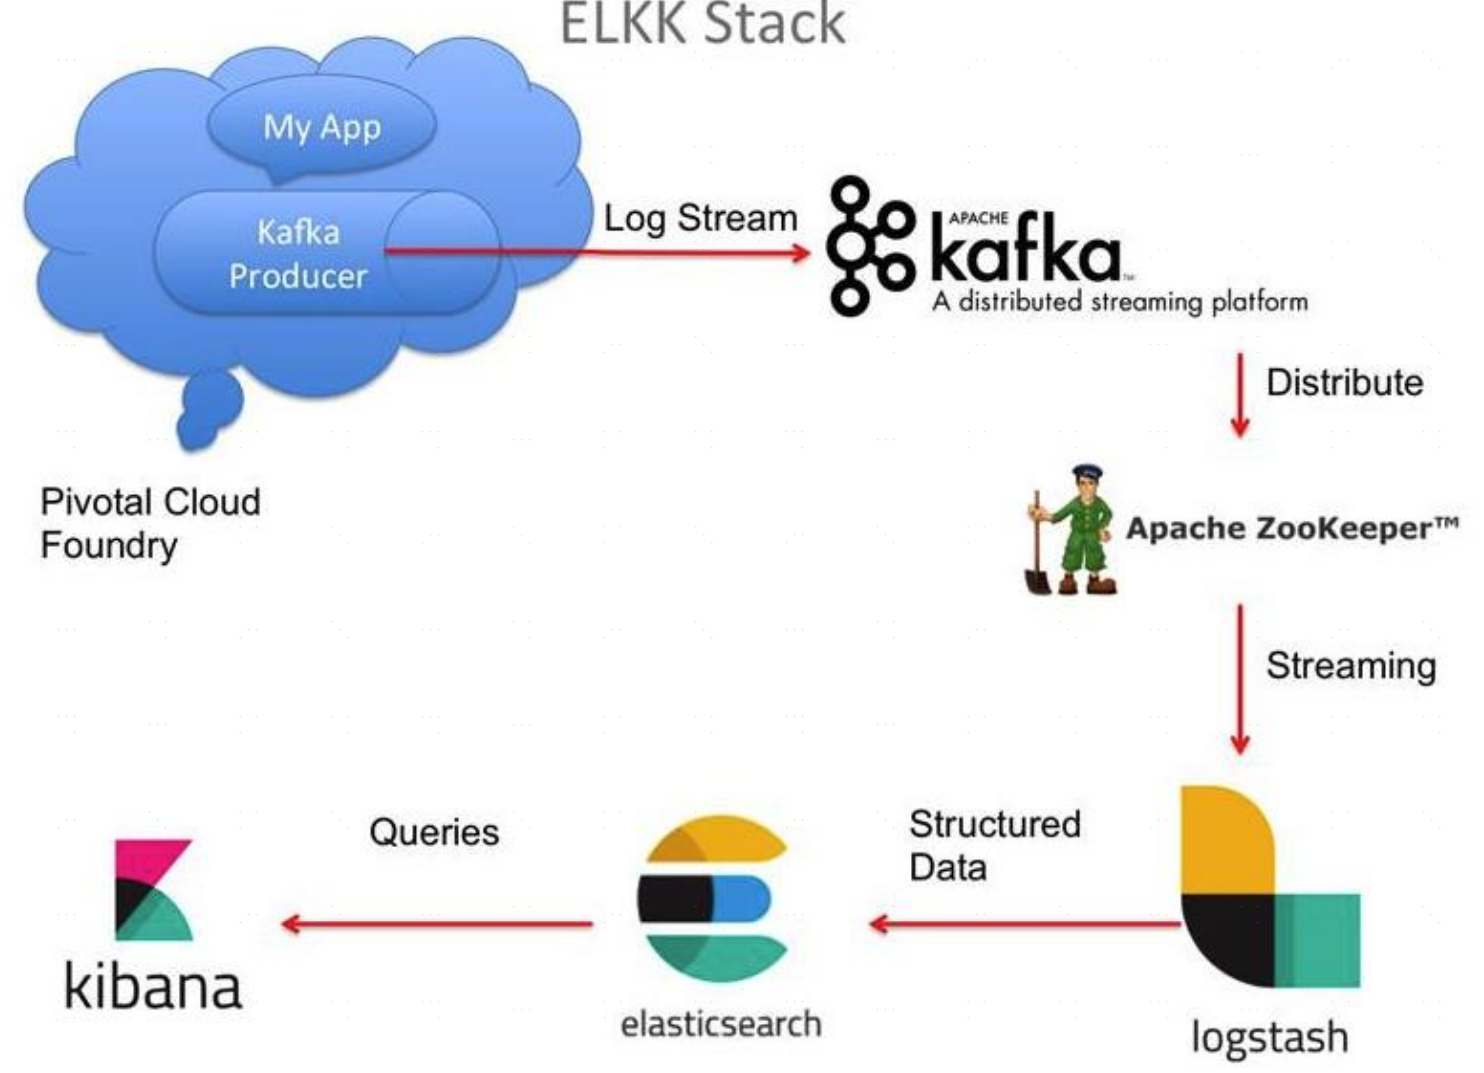 ELKK Stack
My App
Kafka
Producer
Log Stream
APACHE
kafka™
A distributed streaming platform
Distribute
Pivotal Cloud
Foundry
Apache ZooKeeper™
Streaming
Queries
Structured
Data
kibana
elasticsearch
logstash